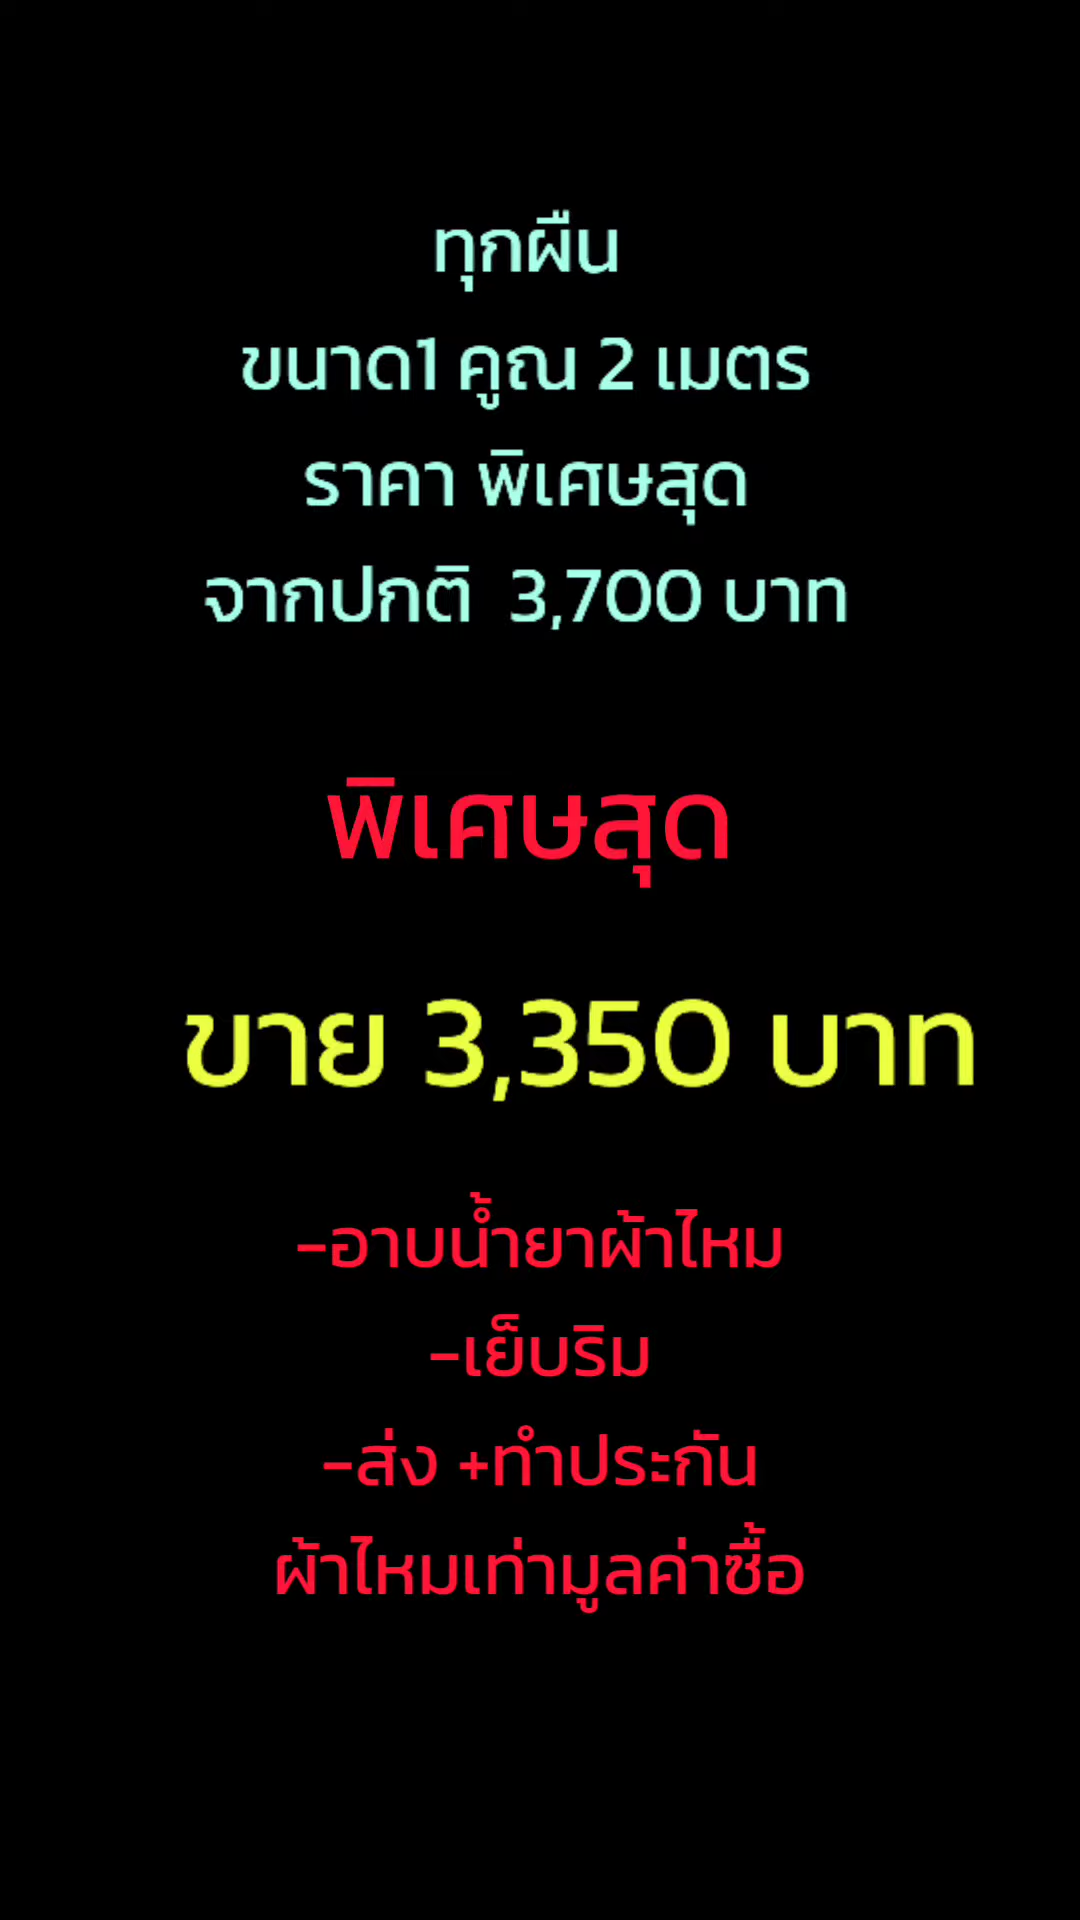 ทุกผืน
ขนาด1 คูณ 2 เมตร
ราคา พิเศษสุด
จากปกติ 3,700 บาท
พิเศษสุด
ขาย 3,350 บาท
-อาบน้ำยาผ้าไหม
-เย็บริม
-ส่ง +ทำประกัน
ผ้าไหมเท่ามูลค่าซื้อ